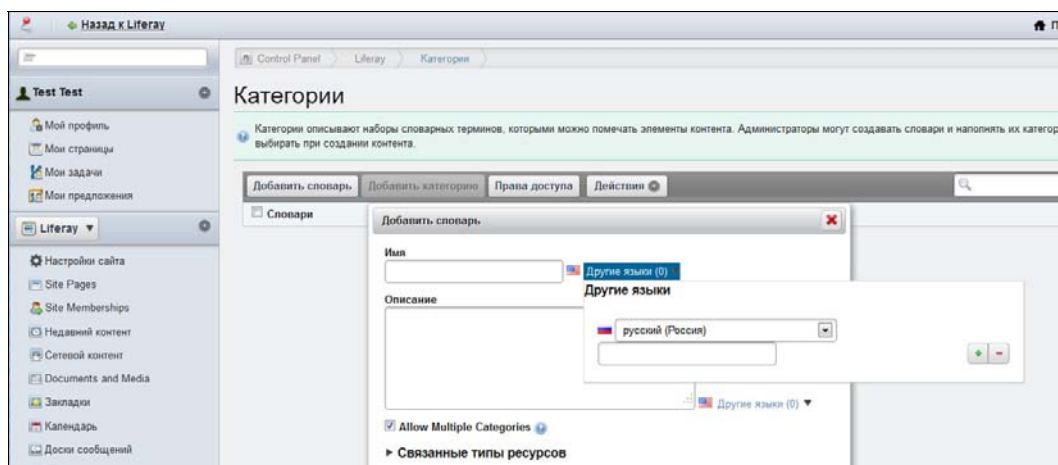 Назад к Liferay
Control Panel Liferay Категории
Test Test
Мой профиль
Мои страницы
Мои задачи
Мои предложения
Liferay
Настройки сайта
Site Pages
Site Memberships
Недавний контент
Сетевой контент
Documents and Media
Закладки
Календарь
Доски сообщений
Категории
Категории описывают наборы словарных терминов, которыми можно помечать элементы контента. Администраторы могут создавать словари и наполнять их категор
выбирать при создании контента.
Добавить словарь Добавить категорию Права доступа Действия
Словари
Добавить словарь
Имя
Другие языки (0)
Другие языки
русский (Россия)
Описание
Другие языки (0)
Allow Multiple Categories
Связанные типы ресурсов